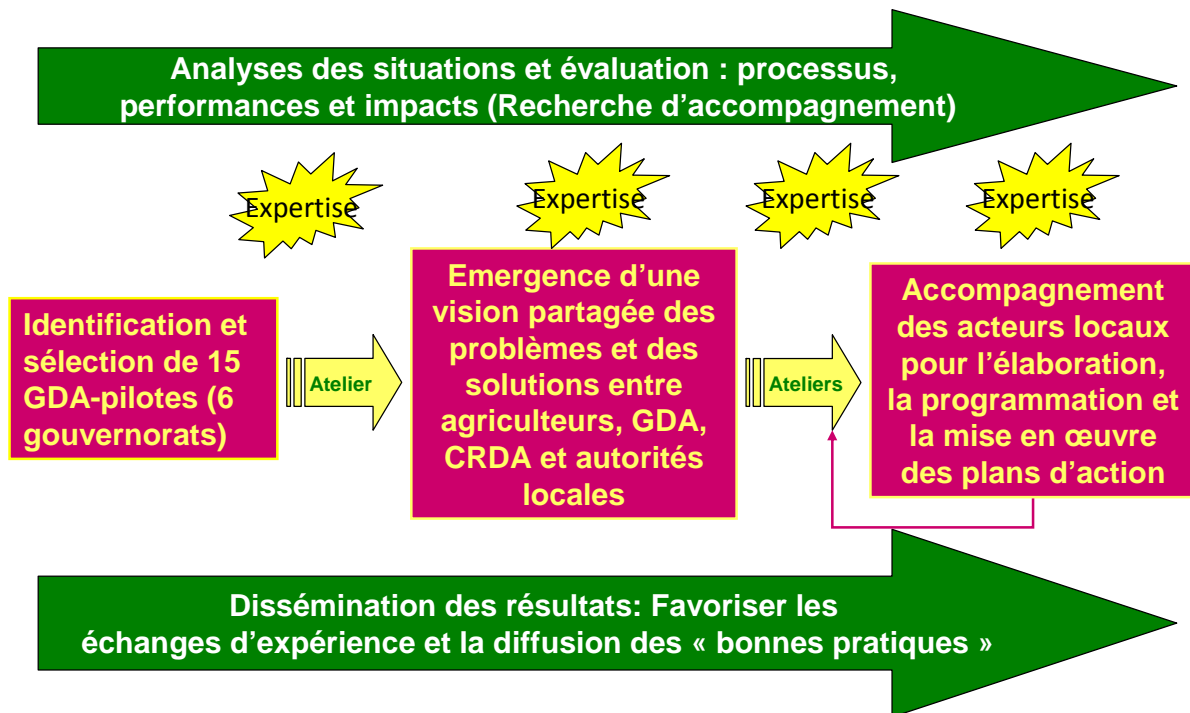 Analyses des situations et évaluation : processus,
performances et impacts (Recherche d’accompagnement)
Expertise
Expertise
Expertise
Expertise
Identification et
sélection de 15
GDA-pilotes (6
gouvernorats)
Atelier
Emergence d’une
vision partagée des
problèmes et des
solutions entre
agriculteurs, GDA,
CRDA et autorités
locales
Ateliers
Accompagnement
des acteurs locaux
pour l’élaboration,
la programmation et
la mise en œuvre
des plans d’action
Dissémination des résultats: Favoriser les
échanges d’expérience et la diffusion des « bonnes pratiques »